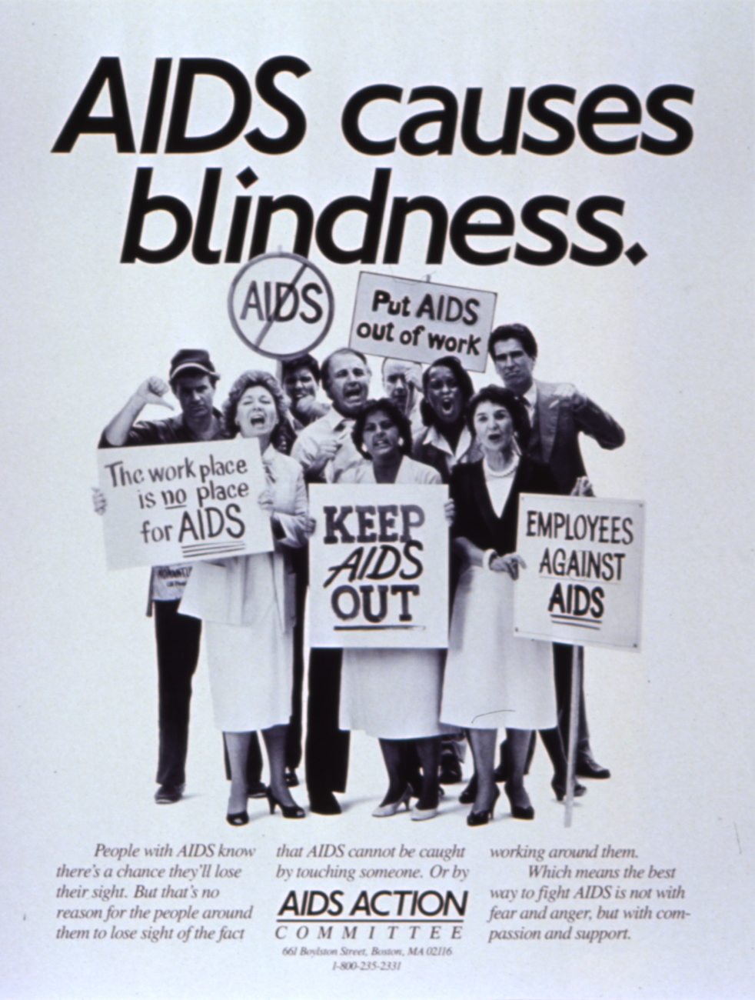 AIDS causes
blindness.
AIDS
Put AIDS
out of work
The work place
is no place
for AIDS
KEEP
AIDS
OUT
EMPLOYEES
AGAINST
AIDS
People with AIDS know
there's a chance they'll lose
their sight. But that's no
reason for the people around
them to lose sight of the fact
that AIDS cannot be caught
by touching someone. Or by
working around them.
Which means the best
way to fight AIDS is not with
fear and anger, but with com-
passion and support.
AIDS ACTION
COMMITTEE
661 Boylston Street, Boston, MA 02116
1-800-235-2331